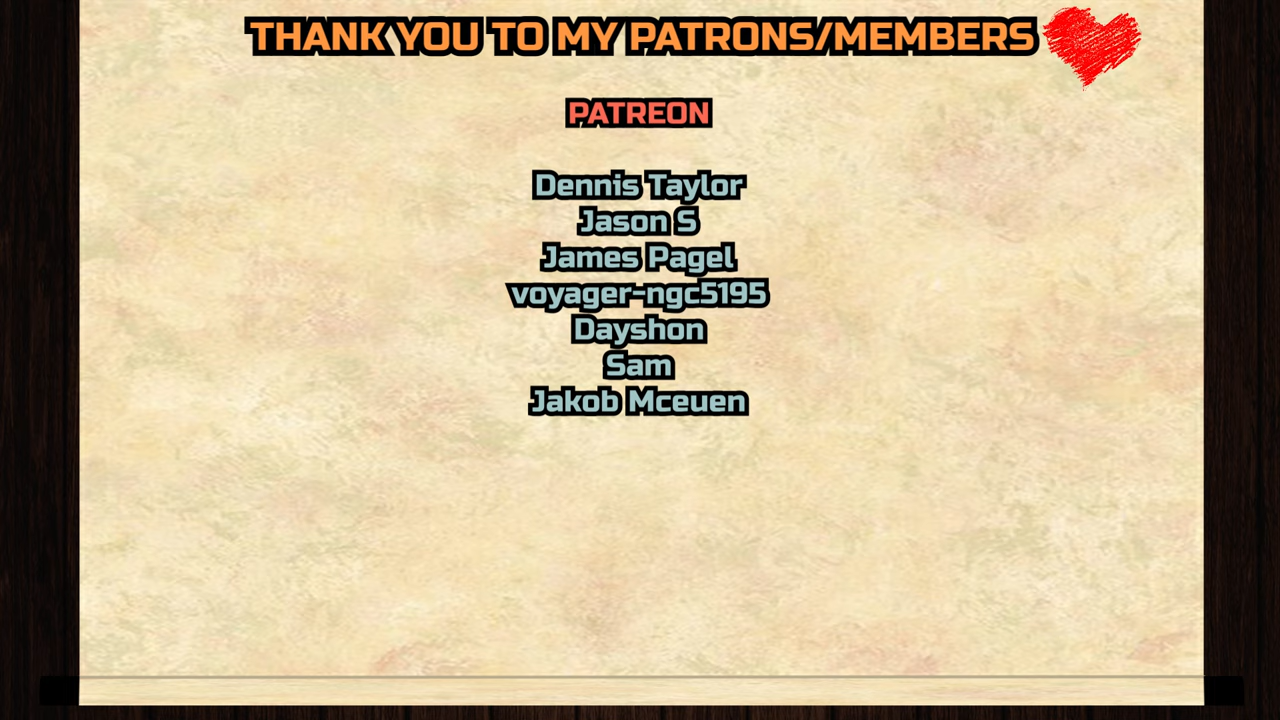 THANK YOU TO MY PATRONS/MEMBERS
PATREON
Dennis Taylor
Jason S
James Pagel
voyager-ngc5195
Dayshon
Sam
Jakob Mceuen